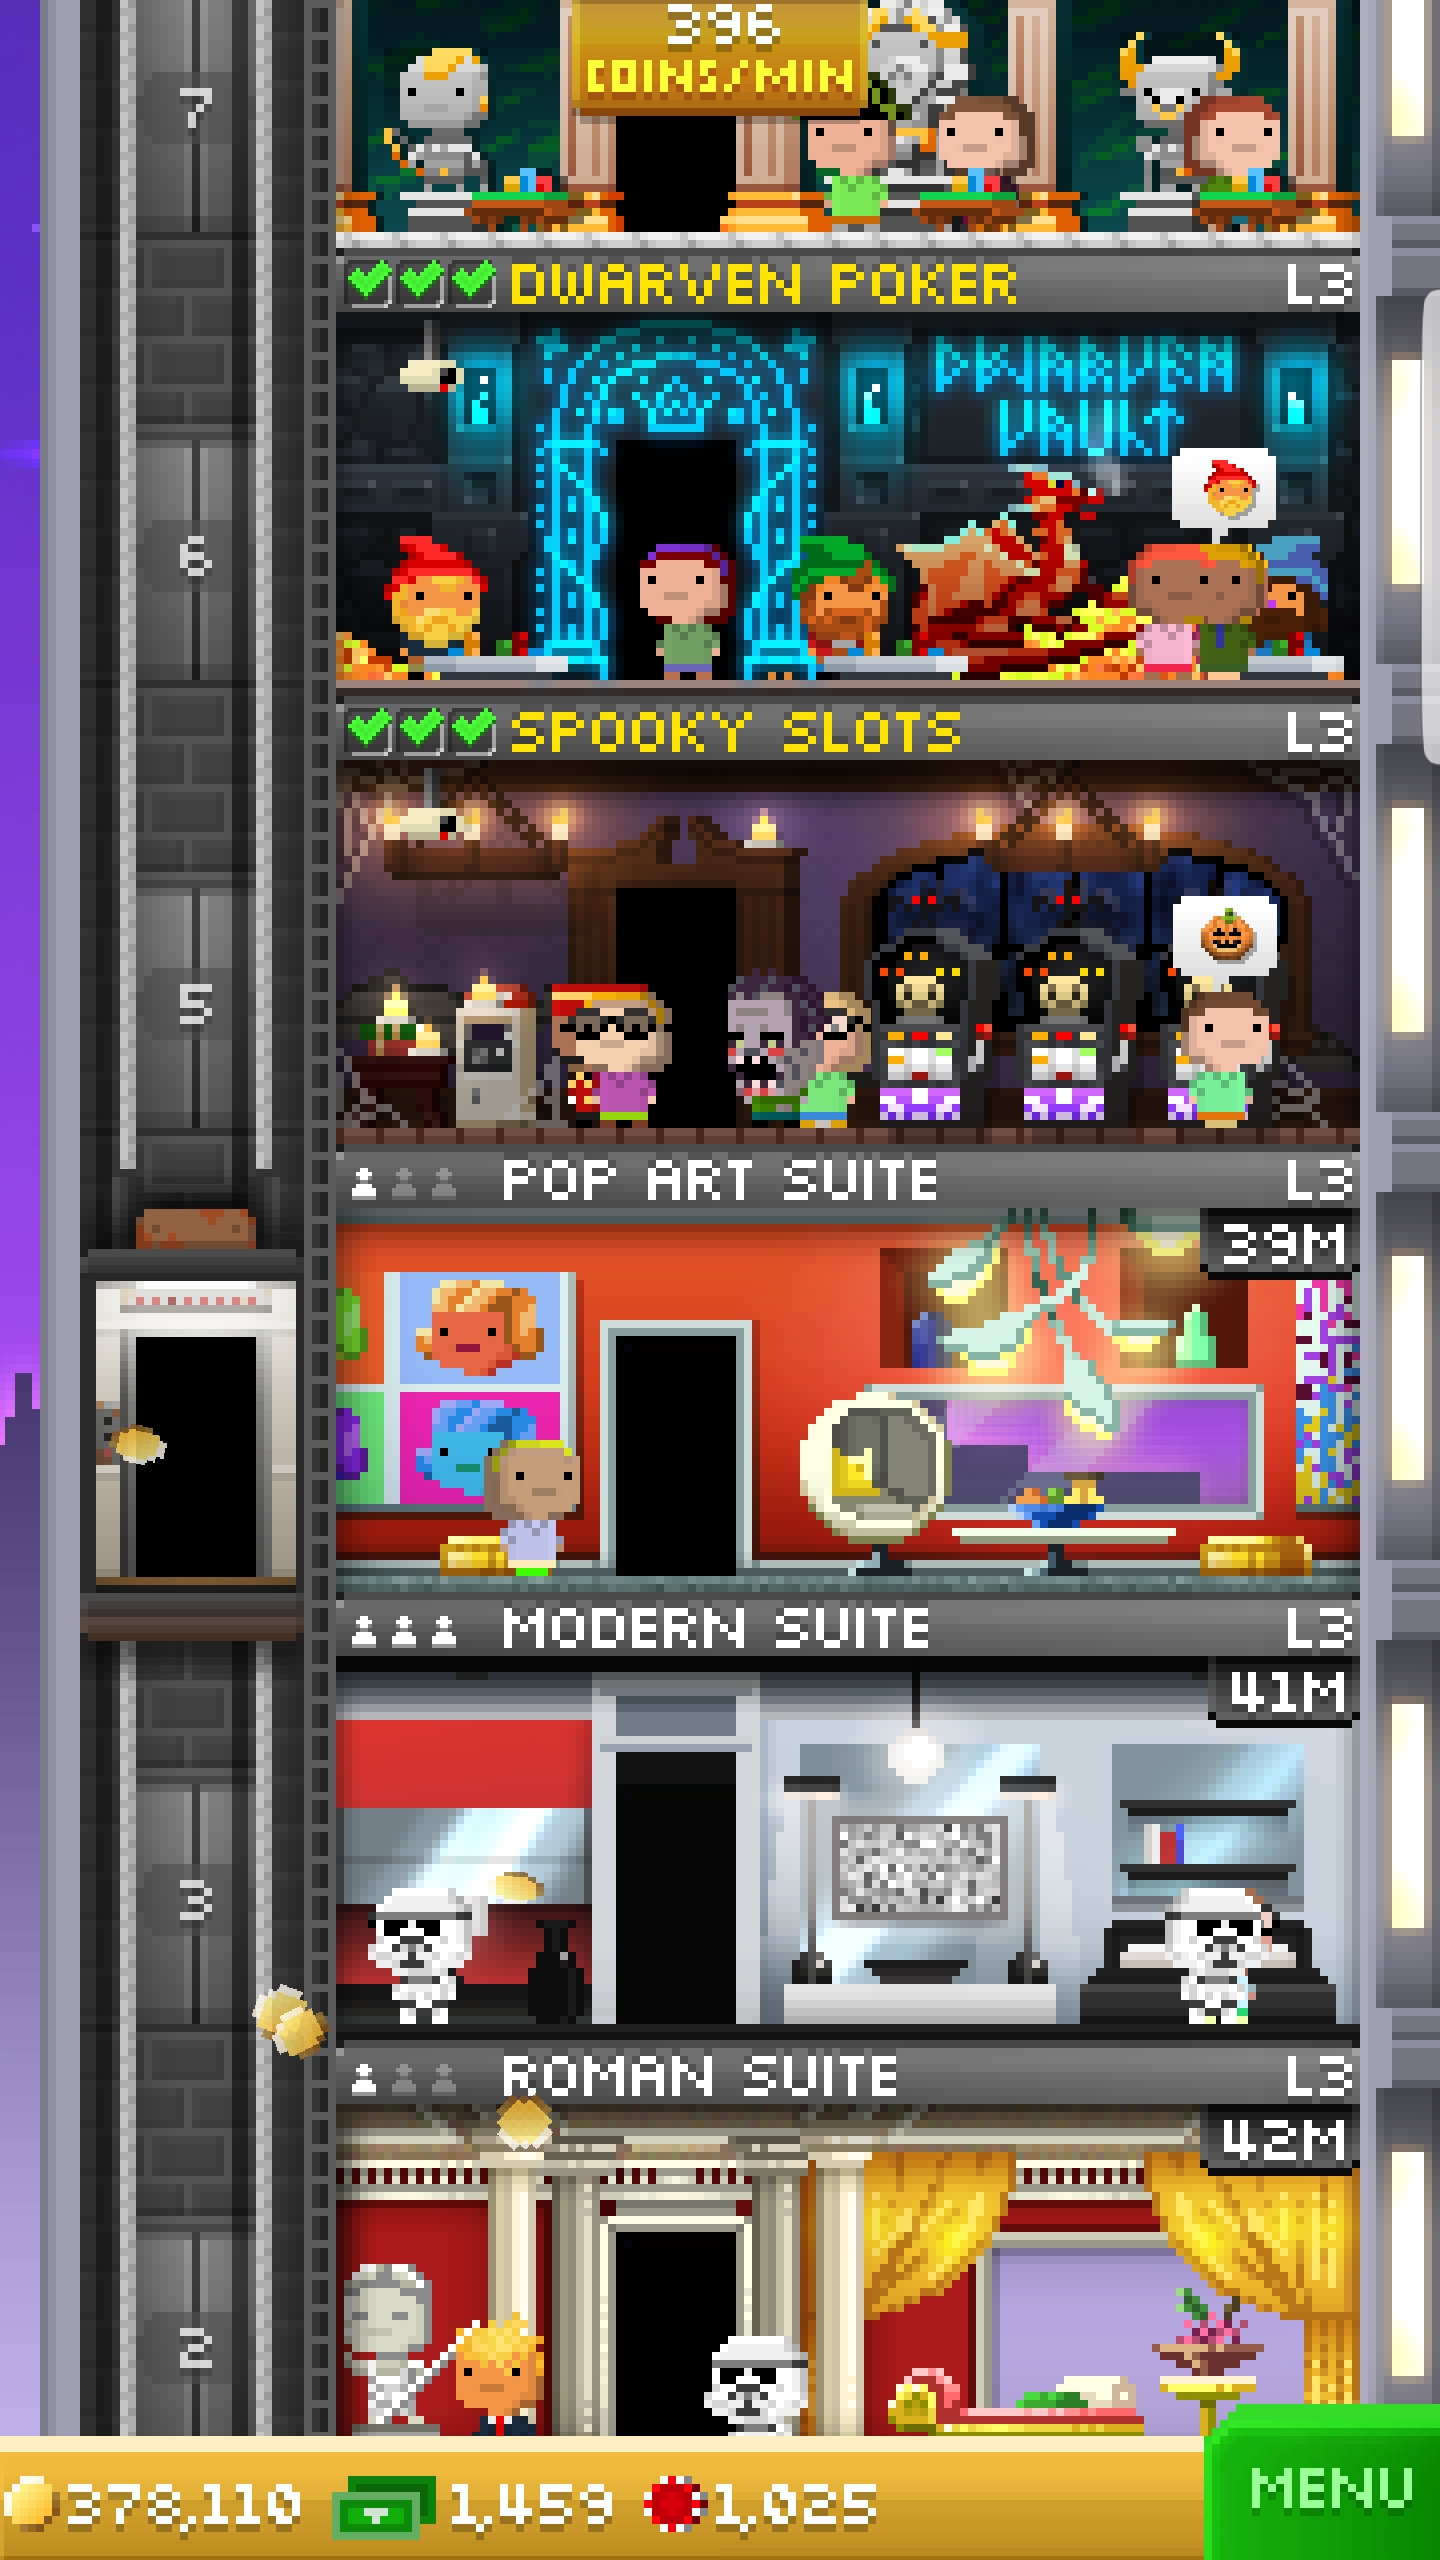 396
COINS/MIN
7
DWARVEN POKER L3
DWARVEN
VAULT
6
SPOOKY SLOTS L3
5
POP ART SUITE L3
39M
MODERN SUITE L3
41M
3
ROMAN SUITE L3
42M
2
378,110 1,459 1,025 MENU